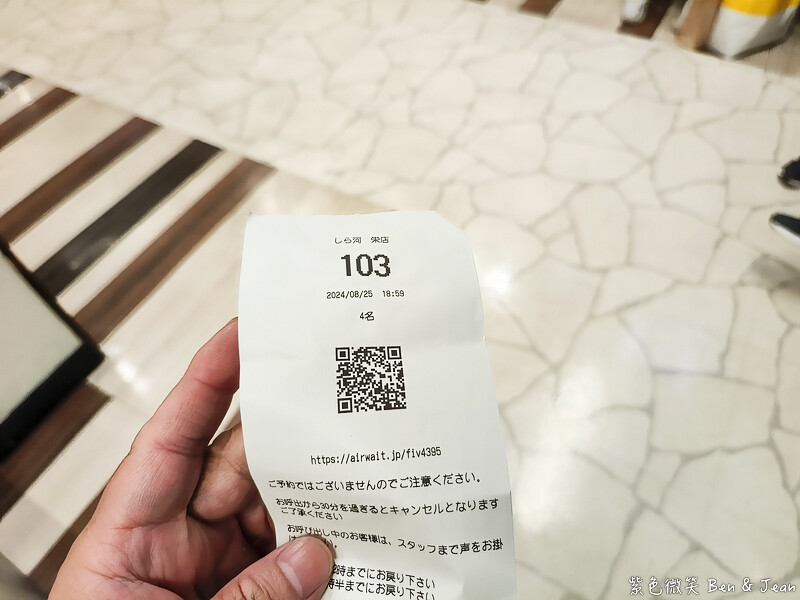 しら河　栄店
103
2024/08/25　18:59
4名
https://airwait.jp/fiv4395
ご予約ではございませんのでご注意ください。
お呼出から30分を過ぎるとキャンセルとなります
ご了承ください
お呼び出し中のお客様は、スタッフまで声をお掛
時までにお戻り下さい
時半までにお戻り下さい
紫色微笑 Ben & Jean